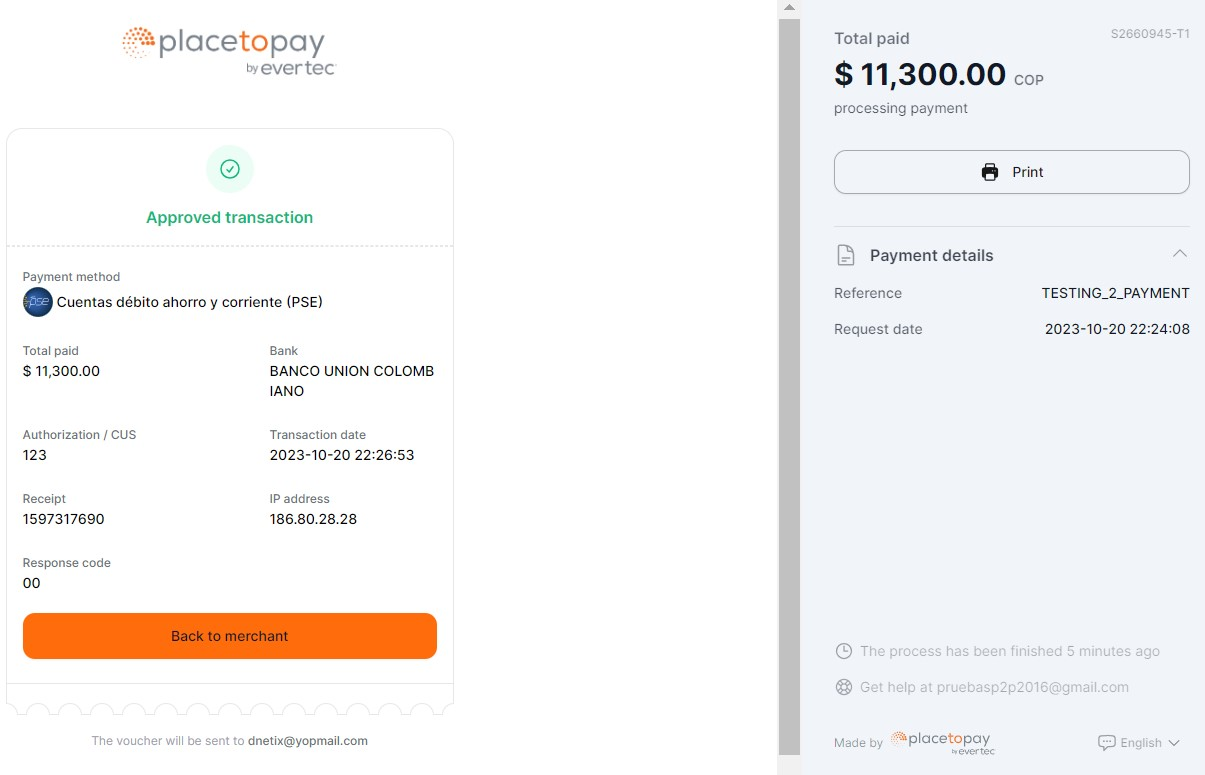 placetopay
by evertec
Approved transaction
Payment method
pse Cuentas débito ahorro y corriente (PSE)
Total paid
$ 11,300.00
Bank
BANCO UNION COLOMB
IANO
Authorization / CUS
123
Transaction date
2023-10-20 22:26:53
Receipt
1597317690
IP address
186.80.28.28
Response code
00
Back to merchant
The voucher will be sent to dnetix@yopmail.com
Total paid
S2660945-T1
$ 11,300.00 COP
processing payment
Print
Payment details
Reference TESTING_2_PAYMENT
Request date 2023-10-20 22:24:08
The process has been finished 5 minutes ago
Get help at pruebasp2p2016@gmail.com
Made by placetopay
by evertec
English